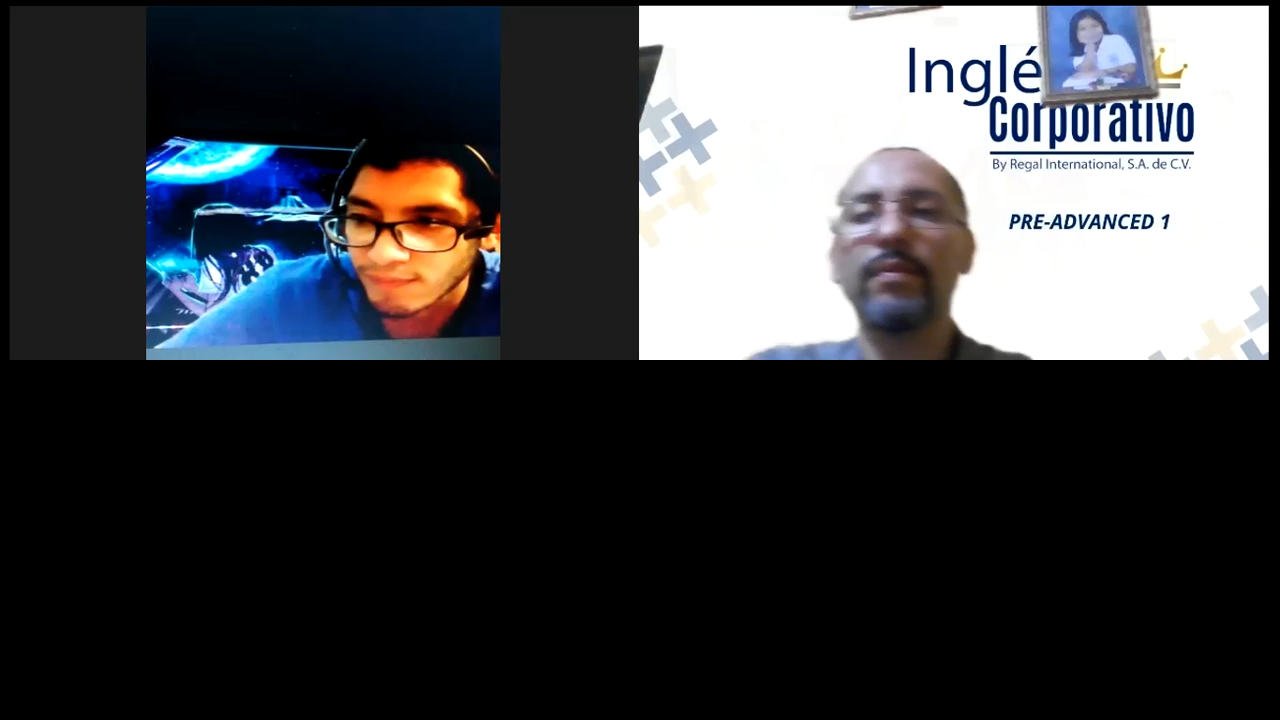 Inglé
Corporativo
By Regal International, S.A. de C.V.
PRE-ADVANCED 1